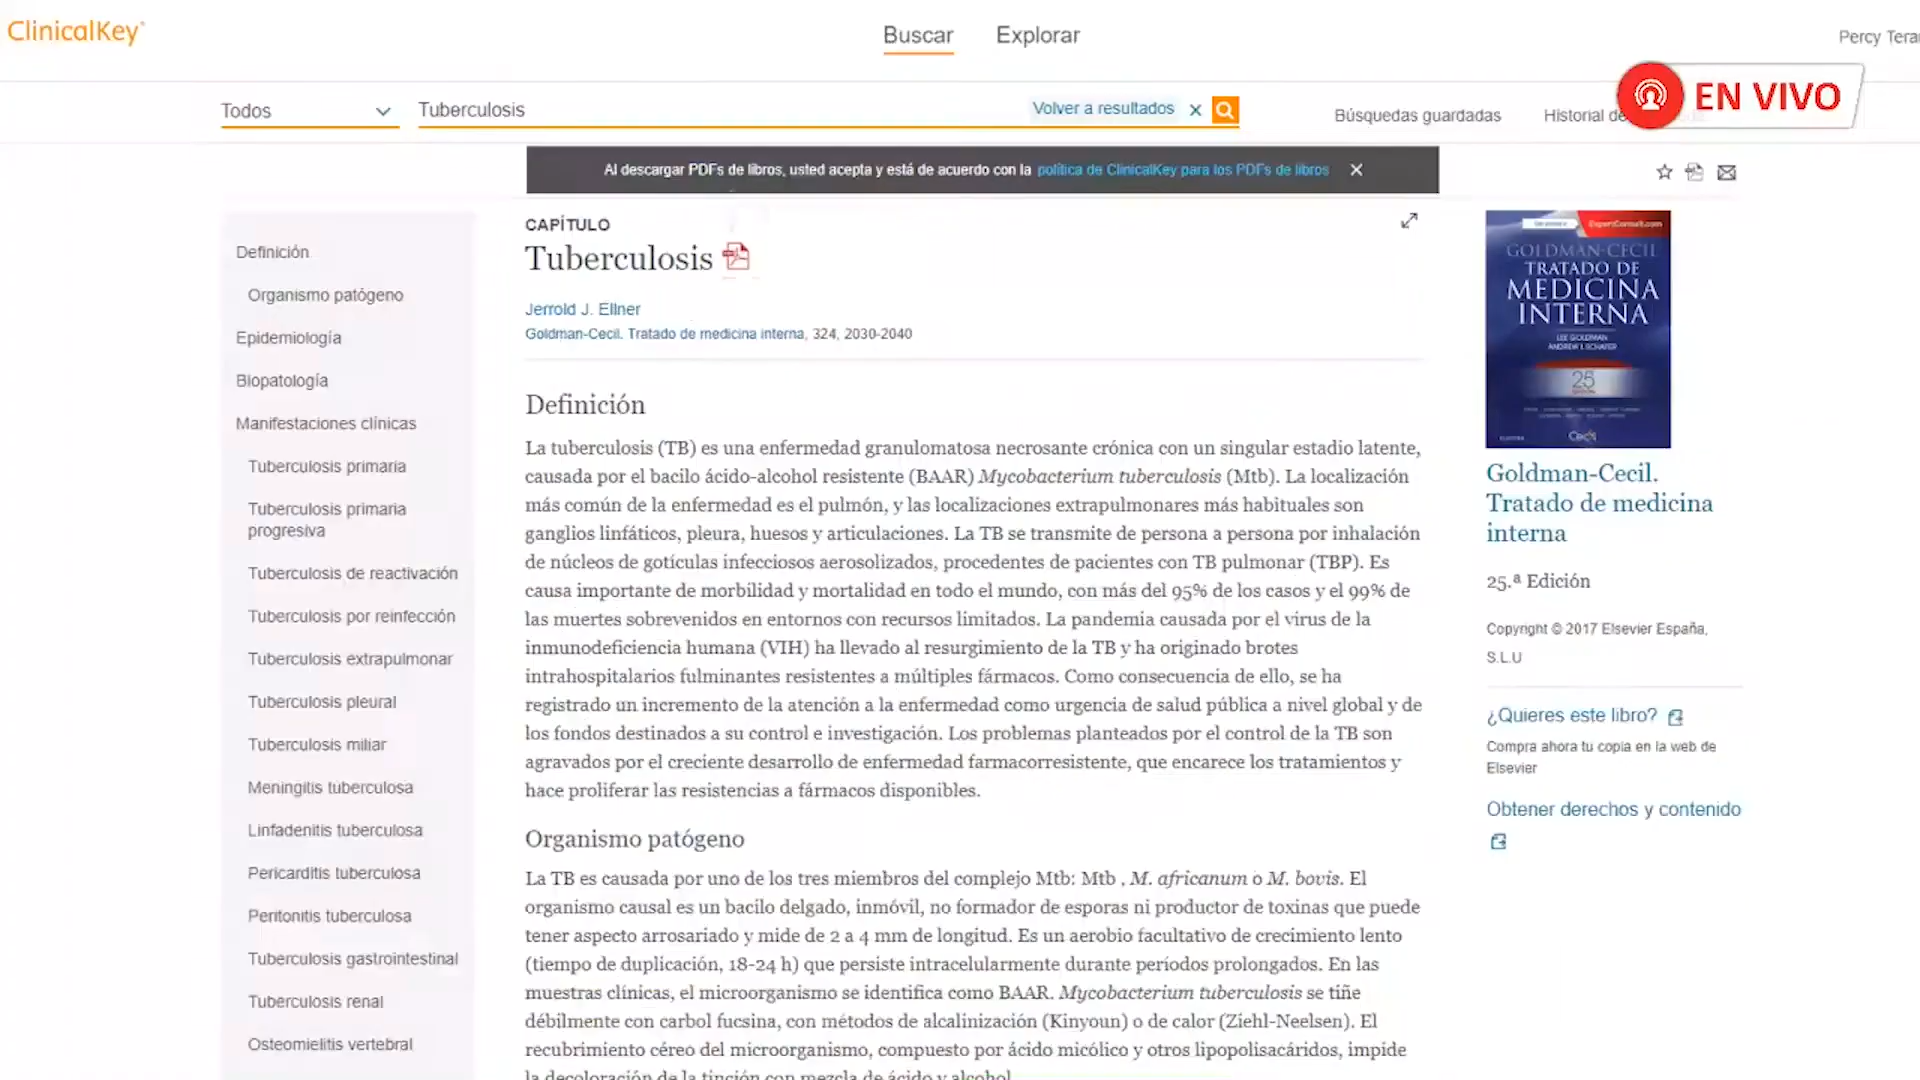 ClinicalKey®
Buscar
Explorar
Percy
Todos
Tuberculosis
Volver a resultados
Búsquedas guardadas
Historial de
EN VIVO
Al descargar PDFs de libros, usted acepta y está de acuerdo con la política de ClinicalKey para los PDFs de libros
Definición
Organismo patógeno
Epidemiología
Biopatología
Manifestaciones clínicas
Tuberculosis primaria
Tuberculosis primaria
progresiva
Tuberculosis de reactivación
Tuberculosis por reinfección
Tuberculosis extrapulmonar
Tuberculosis pleural
Tuberculosis miliar
Meningitis tuberculosa
Linfadenitis tuberculosa
Pericarditis tuberculosa
Peritonitis tuberculosa
Tuberculosis gastrointestinal
Tuberculosis renal
Osteomielitis vertebral
CAPÍTULO
Tuberculosis
Jerrold J. Ellner
Goldman-Cecil. Tratado de medicina interna, 324, 2030-2040
Definición
La tuberculosis (TB) es una enfermedad granulomatosa necrosante crónica con un singular estadio latente,
causada por el bacilo ácido-alcohol resistente (BAAR) Mycobacterium tuberculosis (Mtb). La localización
más común de la enfermedad es el pulmón, y las localizaciones extrapulmonares más habituales son
ganglios linfáticos, pleura, huesos y articulaciones. La TB se transmite de persona a persona por inhalación
de núcleos de gotículas infecciosos aerosolizados, procedentes de pacientes con TB pulmonar (TBP). Es
causa importante de morbilidad y mortalidad en todo el mundo, con más del 95% de los casos y el 99% de
las muertes sobrevenidos en entornos con recursos limitados. La pandemia causada por el virus de la
inmunodeficiencia humana (VIH) ha llevado al resurgimiento de la TB y ha originado brotes
intrahospitalarios fulminantes resistentes a múltiples fármacos. Como consecuencia de ello, se ha
registrado un incremento de la atención a la enfermedad como urgencia de salud pública a nivel global y de
los fondos destinados a su control e investigación. Los problemas planteados por el control de la TB son
agravados por el creciente desarrollo de enfermedad farmacorresistente, que encarece los tratamientos y
hace proliferar las resistencias a fármacos disponibles.
Organismo patógeno
La TB es causada por uno de los tres miembros del complejo Mtb: Mtb , M. africanum o M. bovis. El
organismo causal es un bacilo delgado, inmóvil, no formador de esporas ni productor de toxinas que puede
tener aspecto arrosariado y mide de 2 a 4 mm de longitud. Es un aerobio facultativo de crecimiento lento
(tiempo de duplicación, 18-24 h) que persiste intracelularmente durante períodos prolongados. En las
muestras clínicas, el microorganismo se identifica como BAAR. Mycobacterium tuberculosis se tiñe
débilmente con carbol fucsina, con métodos de alcalinización (Kinyoun) o de calor (Ziehl-Neelsen). El
recubrimiento céreo del microorganismo, compuesto por ácido micólico y otros lipopolisacáridos, impide
la decoloración de la tinción con mezcla de ácido y alcohol.
ExpertConsult.com
GOLDMAN-CECIL
TRATADO DE
MEDICINA
INTERNA
LEE GOLDMAN
ANDREW I. SCHAFER
25
Goldman-Cecil.
Tratado de medicina
interna
25.ª Edición
Copyright © 2017 Elsevier España,
S.L.U
¿Quieres este libro?
Compra ahora tu copia en la web de
Elsevier
Obtener derechos y contenido